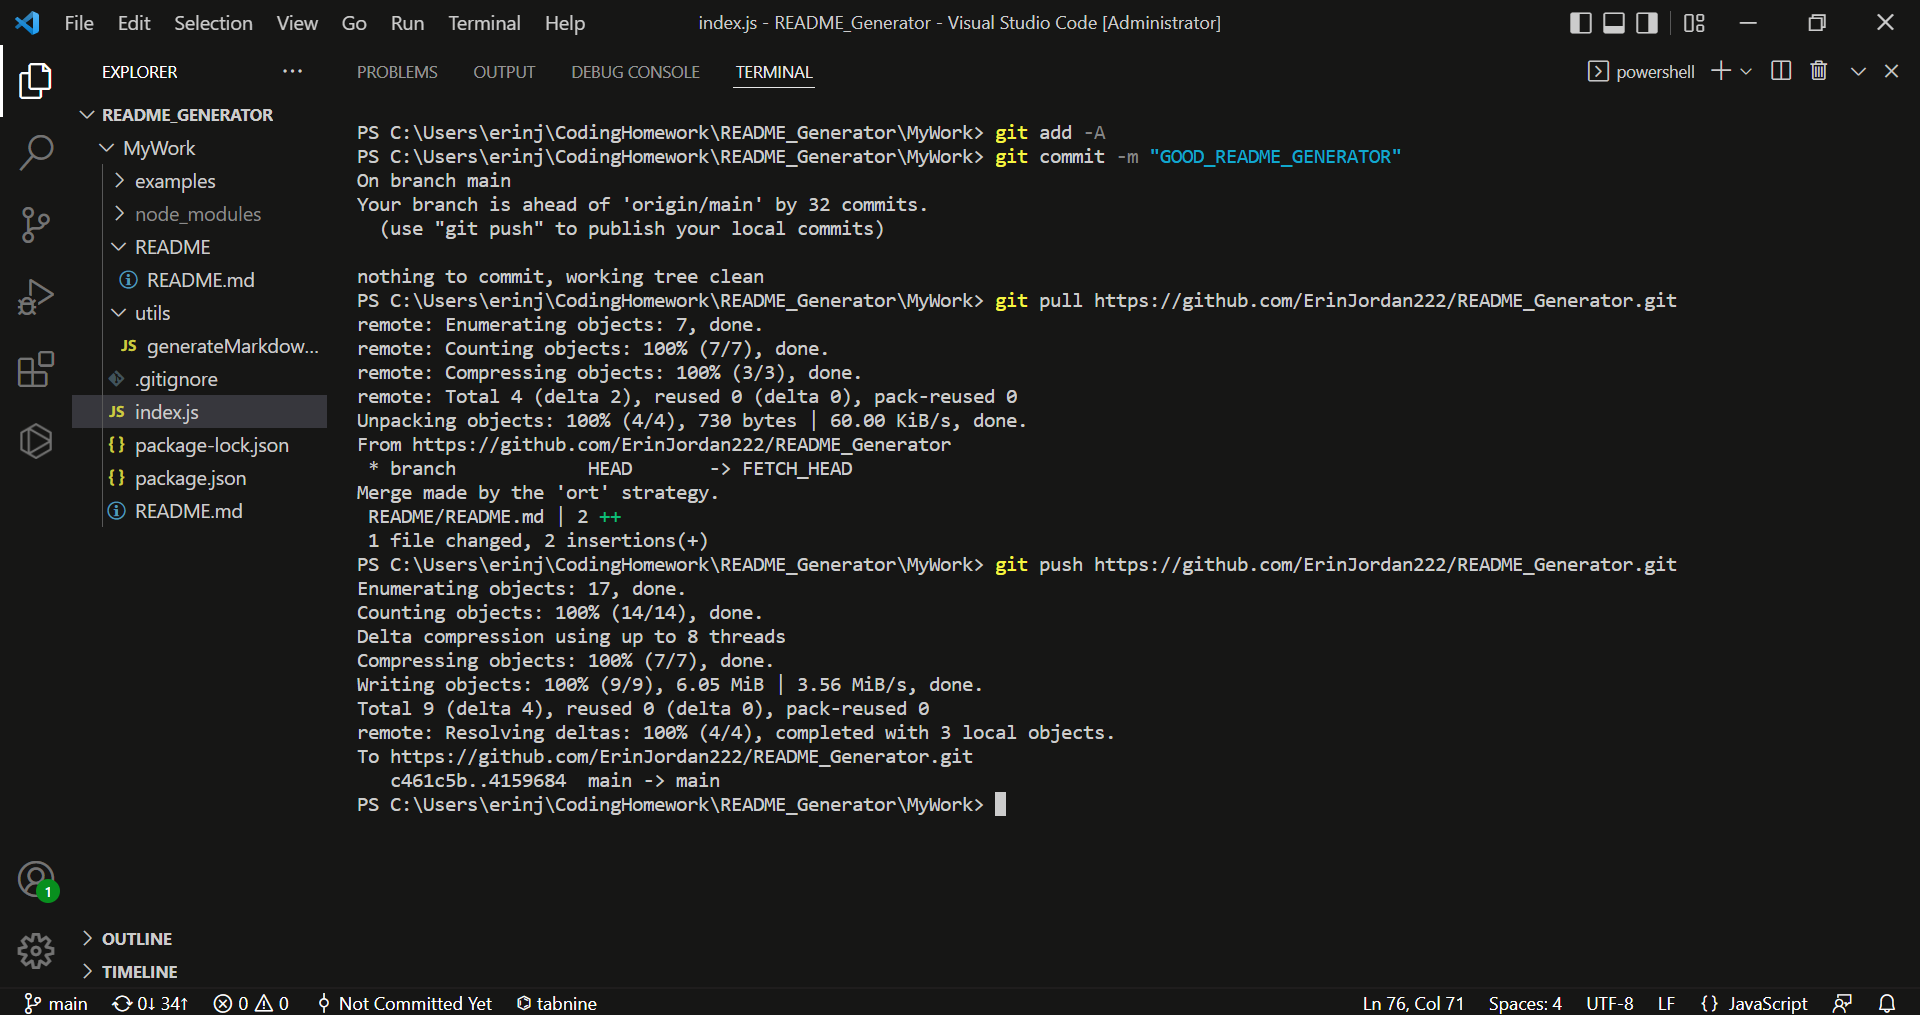 File Edit Selection View Go Run Terminal Help
index.js - README_Generator - Visual Studio Code [Administrator]
EXPLORER
README_GENERATOR
MyWork
examples
node_modules
README
README.md
utils
JS generateMarkdow...
.gitignore
JS index.js
{} package-lock.json
{} package.json
README.md
OUTLINE
TIMELINE
1
PROBLEMS OUTPUT DEBUG CONSOLE TERMINAL
powershell
PS C:\Users\erinj\CodingHomework\README_Generator\MyWork> git add -A
PS C:\Users\erinj\CodingHomework\README_Generator\MyWork> git commit -m "GOOD_README_GENERATOR"
On branch main
Your branch is ahead of 'origin/main' by 32 commits.
(use "git push" to publish your local commits)
nothing to commit, working tree clean
PS C:\Users\erinj\CodingHomework\README_Generator\MyWork> git pull https://github.com/ErinJordan222/README_Generator.git
remote: Enumerating objects: 7, done.
remote: Counting objects: 100% (7/7), done.
remote: Compressing objects: 100% (3/3), done.
remote: Total 4 (delta 2), reused 0 (delta 0), pack-reused 0
Unpacking objects: 100% (4/4), 730 bytes | 60.00 KiB/s, done.
From https://github.com/ErinJordan222/README_Generator
* branch HEAD -> FETCH_HEAD
Merge made by the 'ort' strategy.
README/README.md | 2 ++
1 file changed, 2 insertions(+)
PS C:\Users\erinj\CodingHomework\README_Generator\MyWork> git push https://github.com/ErinJordan222/README_Generator.git
Enumerating objects: 17, done.
Counting objects: 100% (14/14), done.
Delta compression using up to 8 threads
Compressing objects: 100% (7/7), done.
Writing objects: 100% (9/9), 6.05 MiB | 3.56 MiB/s, done.
Total 9 (delta 4), reused 0 (delta 0), pack-reused 0
remote: Resolving deltas: 100% (4/4), completed with 3 local objects.
To https://github.com/ErinJordan222/README_Generator.git
c461c5b..4159684 main -> main
PS C:\Users\erinj\CodingHomework\README_Generator\MyWork>
main 0↓ 34↑ 0 0 Not Committed Yet tabnine
Ln 76, Col 71 Spaces: 4 UTF-8 LF {} JavaScript